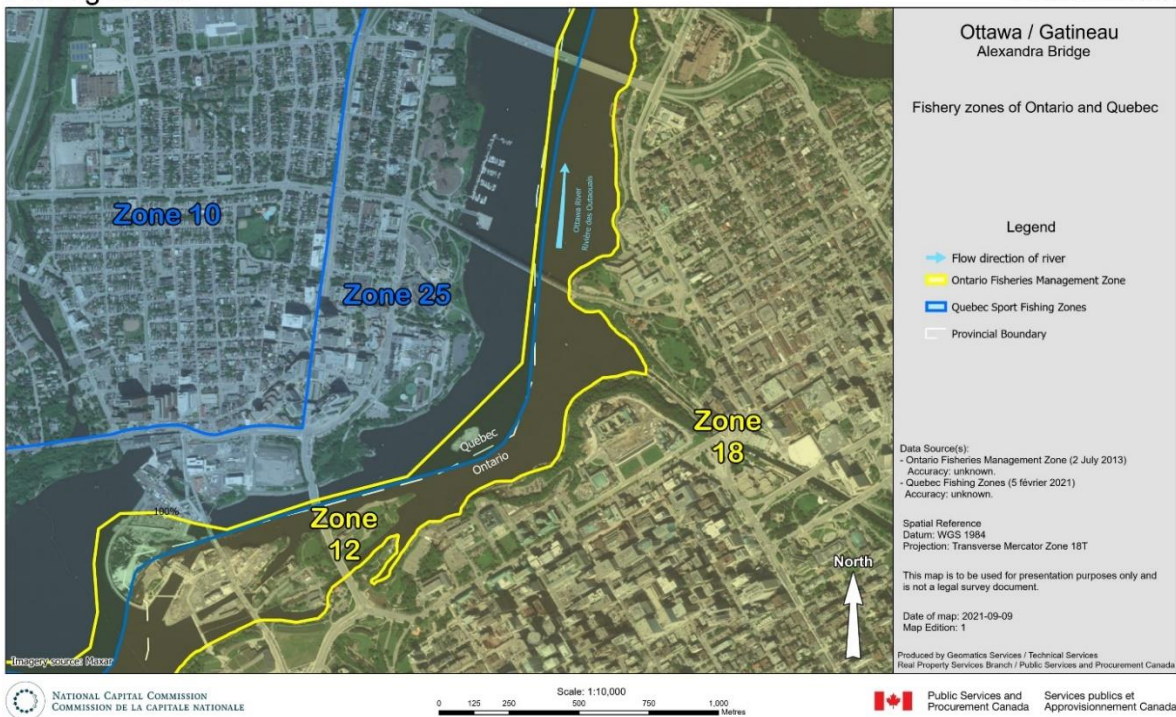 Ottawa / Gatineau
Alexandra Bridge
Fishery zones of Ontario and Quebec
Legend
Flow direction of river
Ontario Fisheries Management Zone
Quebec Sport Fishing Zones
Provincial Boundary
Data Source(s):
- Ontario Fisheries Management Zone (2 July 2013)
Accuracy: unknown.
- Quebec Fishing Zones (5 février 2021)
Accuracy: unknown.
Spatial Reference
Datum: WGS 1984
Projection: Transverse Mercator Zone 18T
This map is to be used for presentation purposes only and
is not a legal survey document.
Date of map: 2021-09-09
Map Edition: 1
Produced by Geomatics Services / Technical Services
Real Property Services Branch / Public Services and Procurement Canada
Zone 10
Zone 25
Ottawa River
Rivière des Outaouais
Québec
Ontario
Zone
18
Zone
12
100%
North
Imagery source: Maxar
NATIONAL CAPITAL COMMISSION
COMMISSION DE LA CAPITALE NATIONALE
Scale: 1:10,000
0 125 250 500 750 1,000
Metres
Public Services and
Procurement Canada
Services publics et
Approvisionnement Canada